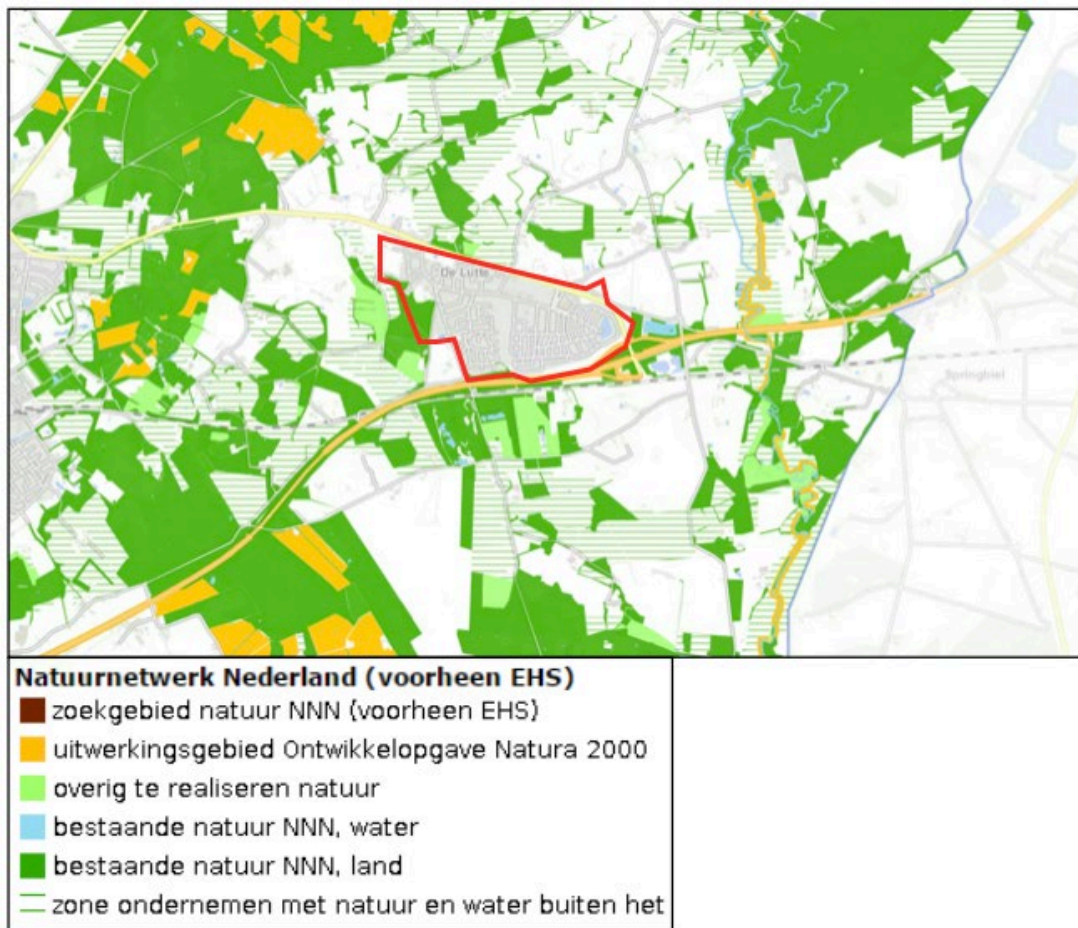 De Lutte
Springbiel
Natuurnetwerk Nederland (voorheen EHS)
zoekgebied natuur NNN (voorheen EHS)
uitwerkingsgebied Ontwikkelopgave Natura 2000
overig te realiseren natuur
bestaande natuur NNN, water
bestaande natuur NNN, land
zone ondernemen met natuur en water buiten het